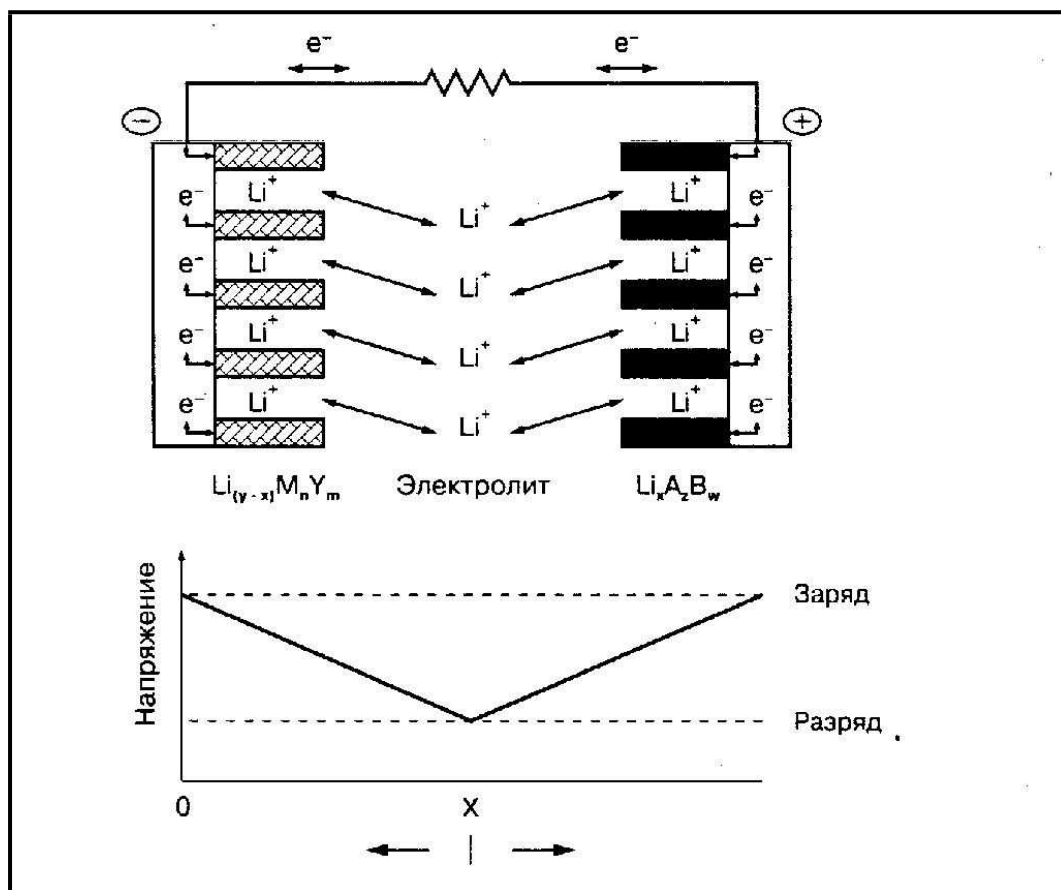 e⁻ e⁻
− +
Li⁺ Li⁺
e⁻ Li⁺ e⁻
Li⁺ Li⁺
e⁻ Li⁺ e⁻
Li⁺ Li⁺
e⁻ Li⁺ e⁻
Li⁺ Li⁺
e⁻ Li⁺ e⁻
Li₍y - x₎MnYm Электролит LixAzBw
Напряжение
Заряд
Разряд
0 X